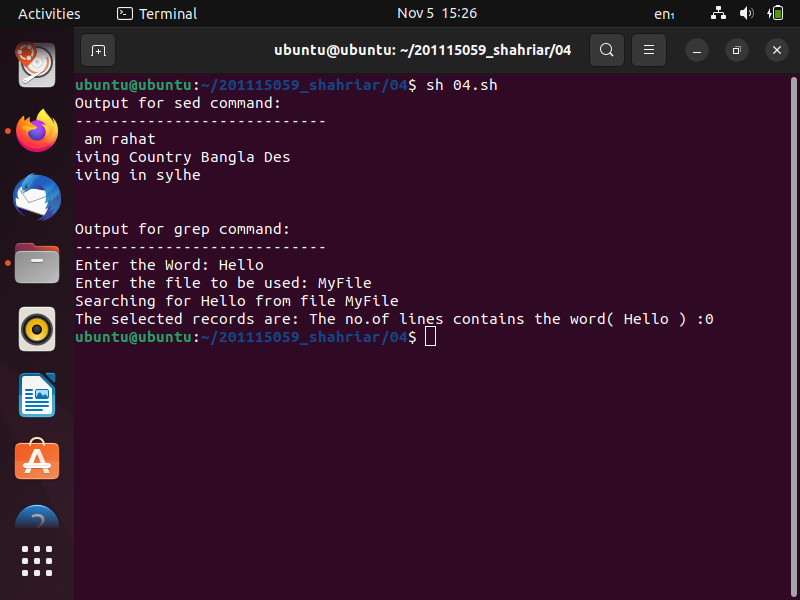 Activities Terminal Nov 5 15:26 en₁
ubuntu@ubuntu: ~/201115059_shahriar/04
ubuntu@ubuntu:~/201115059_shahriar/04$ sh 04.sh
Output for sed command:
----------------------------
 am rahat
iving Country Bangla Des
iving in sylhe
Output for grep command:
----------------------------
Enter the Word: Hello
Enter the file to be used: MyFile
Searching for Hello from file MyFile
The selected records are: The no.of lines contains the word( Hello ) :0
ubuntu@ubuntu:~/201115059_shahriar/04$